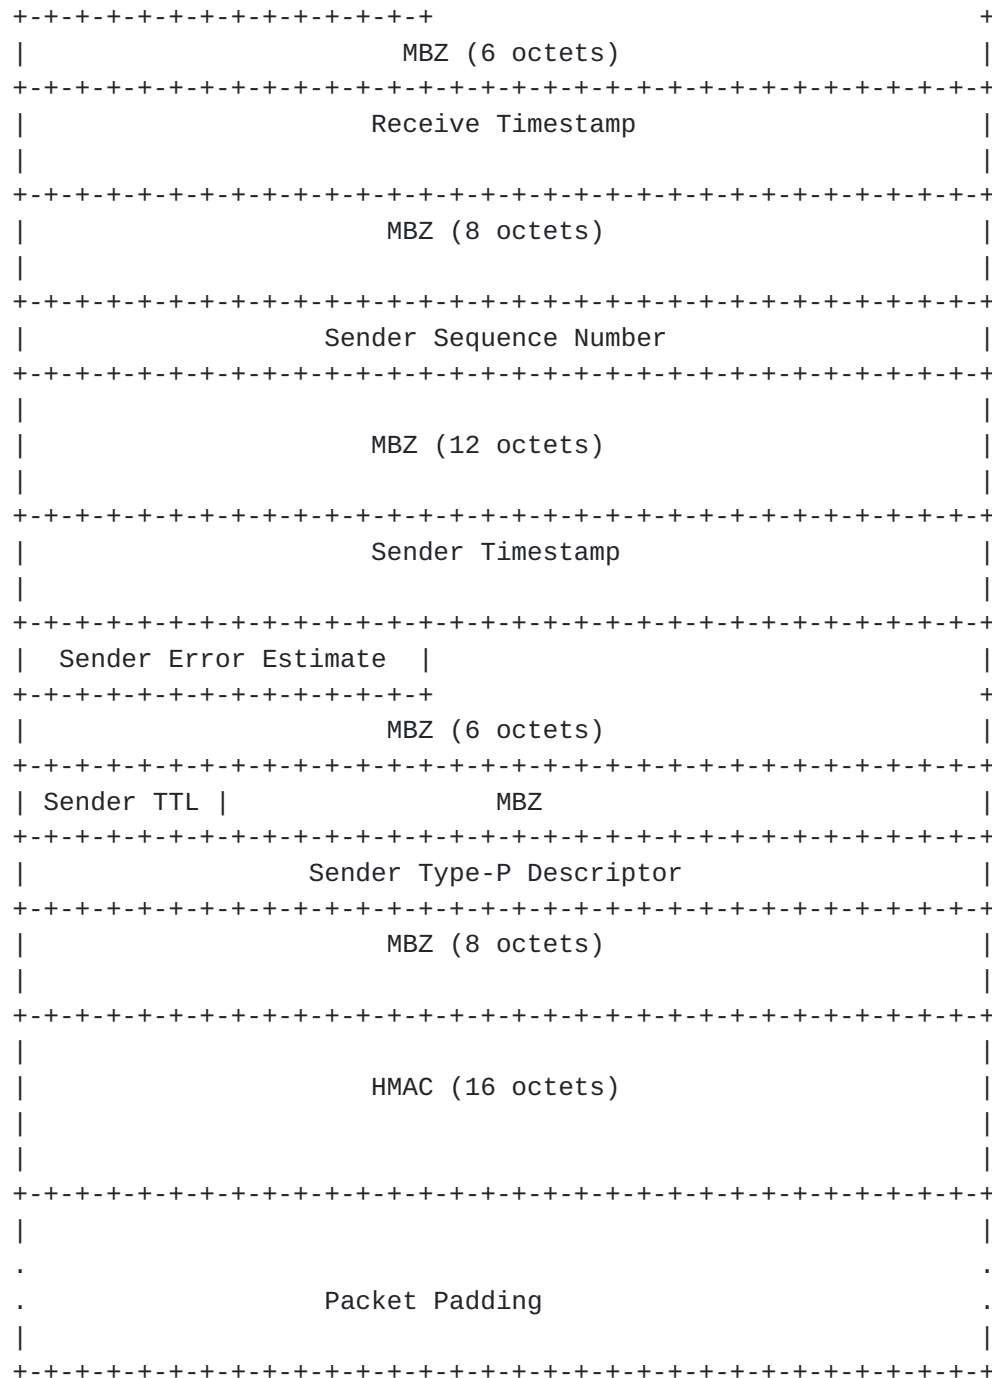 +-+-+-+-+-+-+-+-+-+-+-+-+-+                                   +
|                        MBZ (6 octets)                       |
+-+-+-+-+-+-+-+-+-+-+-+-+-+-+-+-+-+-+-+-+-+-+-+-+-+-+-+-+-+-+-+
|                      Receive Timestamp                      |
|                                                             |
+-+-+-+-+-+-+-+-+-+-+-+-+-+-+-+-+-+-+-+-+-+-+-+-+-+-+-+-+-+-+-+
|                       MBZ (8 octets)                        |
|                                                             |
+-+-+-+-+-+-+-+-+-+-+-+-+-+-+-+-+-+-+-+-+-+-+-+-+-+-+-+-+-+-+-+
|                   Sender Sequence Number                    |
+-+-+-+-+-+-+-+-+-+-+-+-+-+-+-+-+-+-+-+-+-+-+-+-+-+-+-+-+-+-+-+
|                                                             |
|                      MBZ (12 octets)                        |
|                                                             |
+-+-+-+-+-+-+-+-+-+-+-+-+-+-+-+-+-+-+-+-+-+-+-+-+-+-+-+-+-+-+-+
|                      Sender Timestamp                       |
|                                                             |
+-+-+-+-+-+-+-+-+-+-+-+-+-+-+-+-+-+-+-+-+-+-+-+-+-+-+-+-+-+-+-+
|  Sender Error Estimate  |                                   |
+-+-+-+-+-+-+-+-+-+-+-+-+-+                                   +
|                       MBZ (6 octets)                        |
+-+-+-+-+-+-+-+-+-+-+-+-+-+-+-+-+-+-+-+-+-+-+-+-+-+-+-+-+-+-+-+
| Sender TTL |                 MBZ                            |
+-+-+-+-+-+-+-+-+-+-+-+-+-+-+-+-+-+-+-+-+-+-+-+-+-+-+-+-+-+-+-+
|                  Sender Type-P Descriptor                   |
+-+-+-+-+-+-+-+-+-+-+-+-+-+-+-+-+-+-+-+-+-+-+-+-+-+-+-+-+-+-+-+
|                       MBZ (8 octets)                        |
|                                                             |
+-+-+-+-+-+-+-+-+-+-+-+-+-+-+-+-+-+-+-+-+-+-+-+-+-+-+-+-+-+-+-+
|                                                             |
|                      HMAC (16 octets)                       |
|                                                             |
|                                                             |
+-+-+-+-+-+-+-+-+-+-+-+-+-+-+-+-+-+-+-+-+-+-+-+-+-+-+-+-+-+-+-+
|                                                             |
.                                                             .
.                   Packet Padding                            .
|                                                             |
+-+-+-+-+-+-+-+-+-+-+-+-+-+-+-+-+-+-+-+-+-+-+-+-+-+-+-+-+-+-+-+